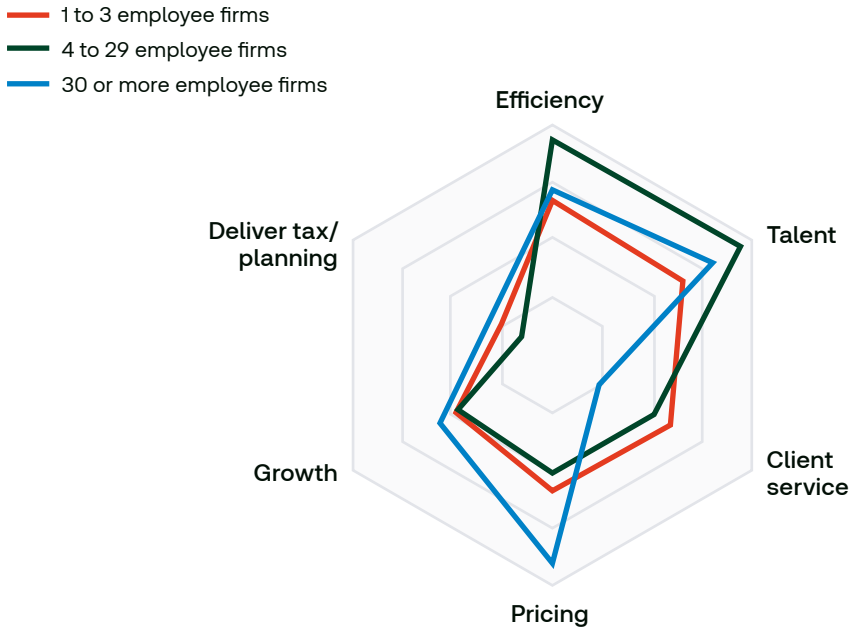 1 to 3 employee firms
4 to 29 employee firms
30 or more employee firms
Efficiency
Deliver tax/
planning
Talent
Growth
Client
service
Pricing